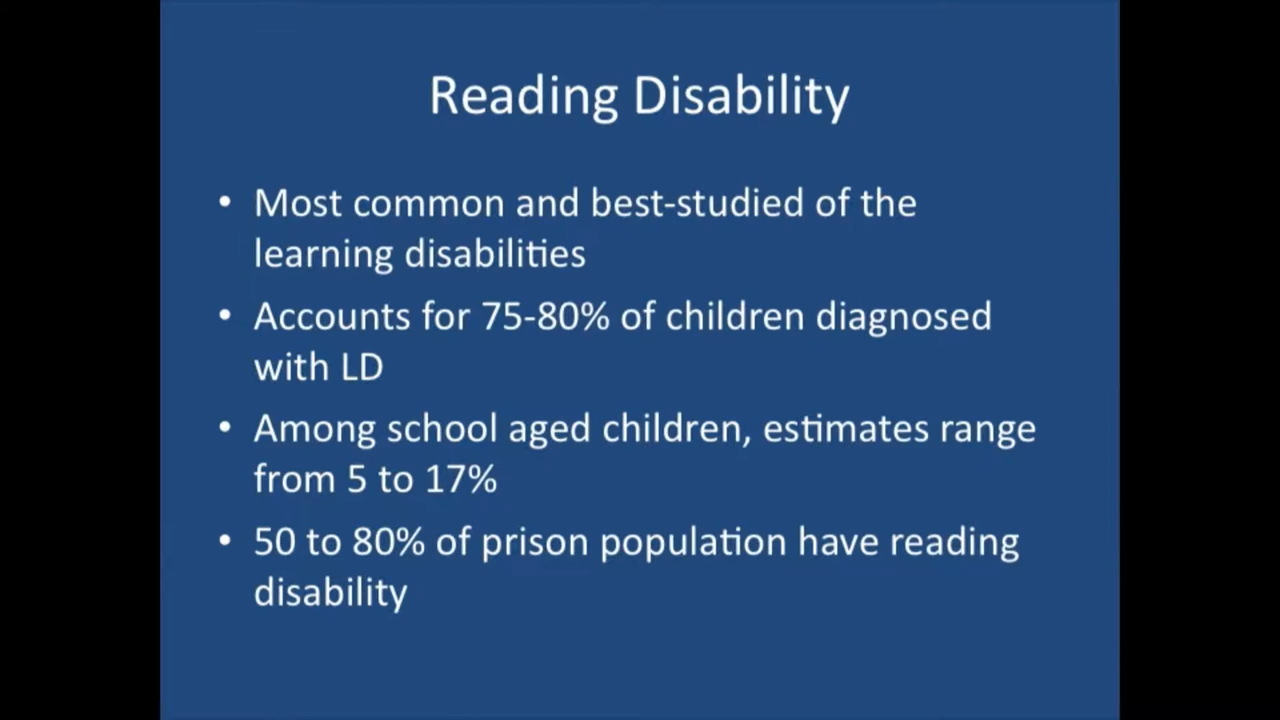 Reading Disability
• Most common and best-studied of the
learning disabilities
• Accounts for 75-80% of children diagnosed
with LD
• Among school aged children, estimates range
from 5 to 17%
• 50 to 80% of prison population have reading
disability